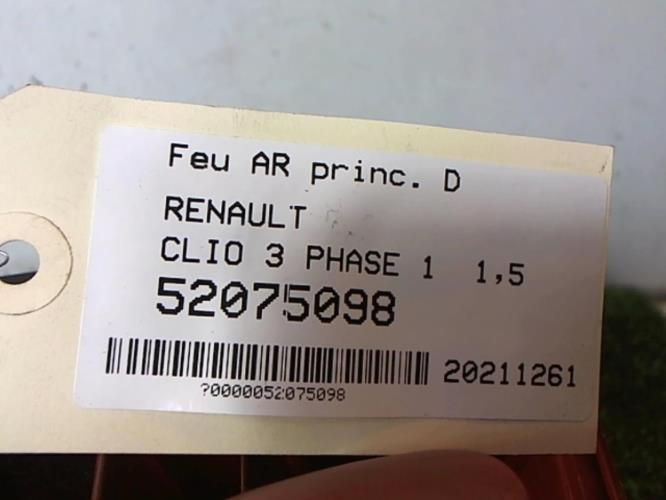 Feu AR princ. D
RENAULT
CLIO 3 PHASE 1 1,5
52075098
20211261
?0000052075098